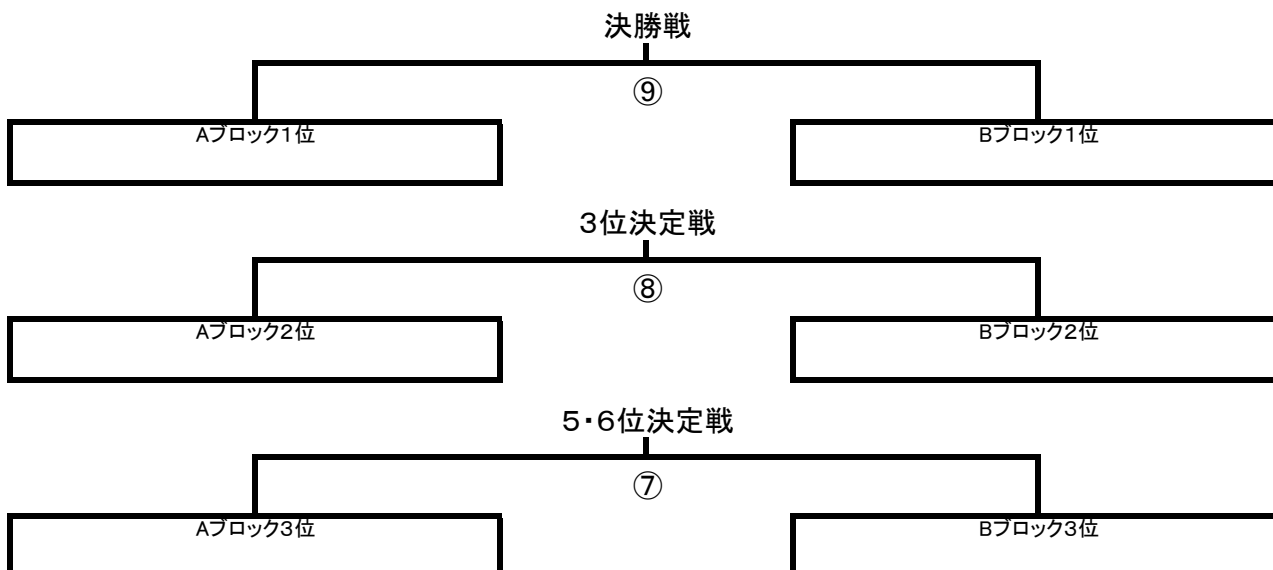 決勝戦
⑨
Aブロック1位
Bブロック1位
3位決定戦
⑧
Aブロック2位
Bブロック2位
5・6位決定戦
⑦
Aブロック3位
Bブロック3位